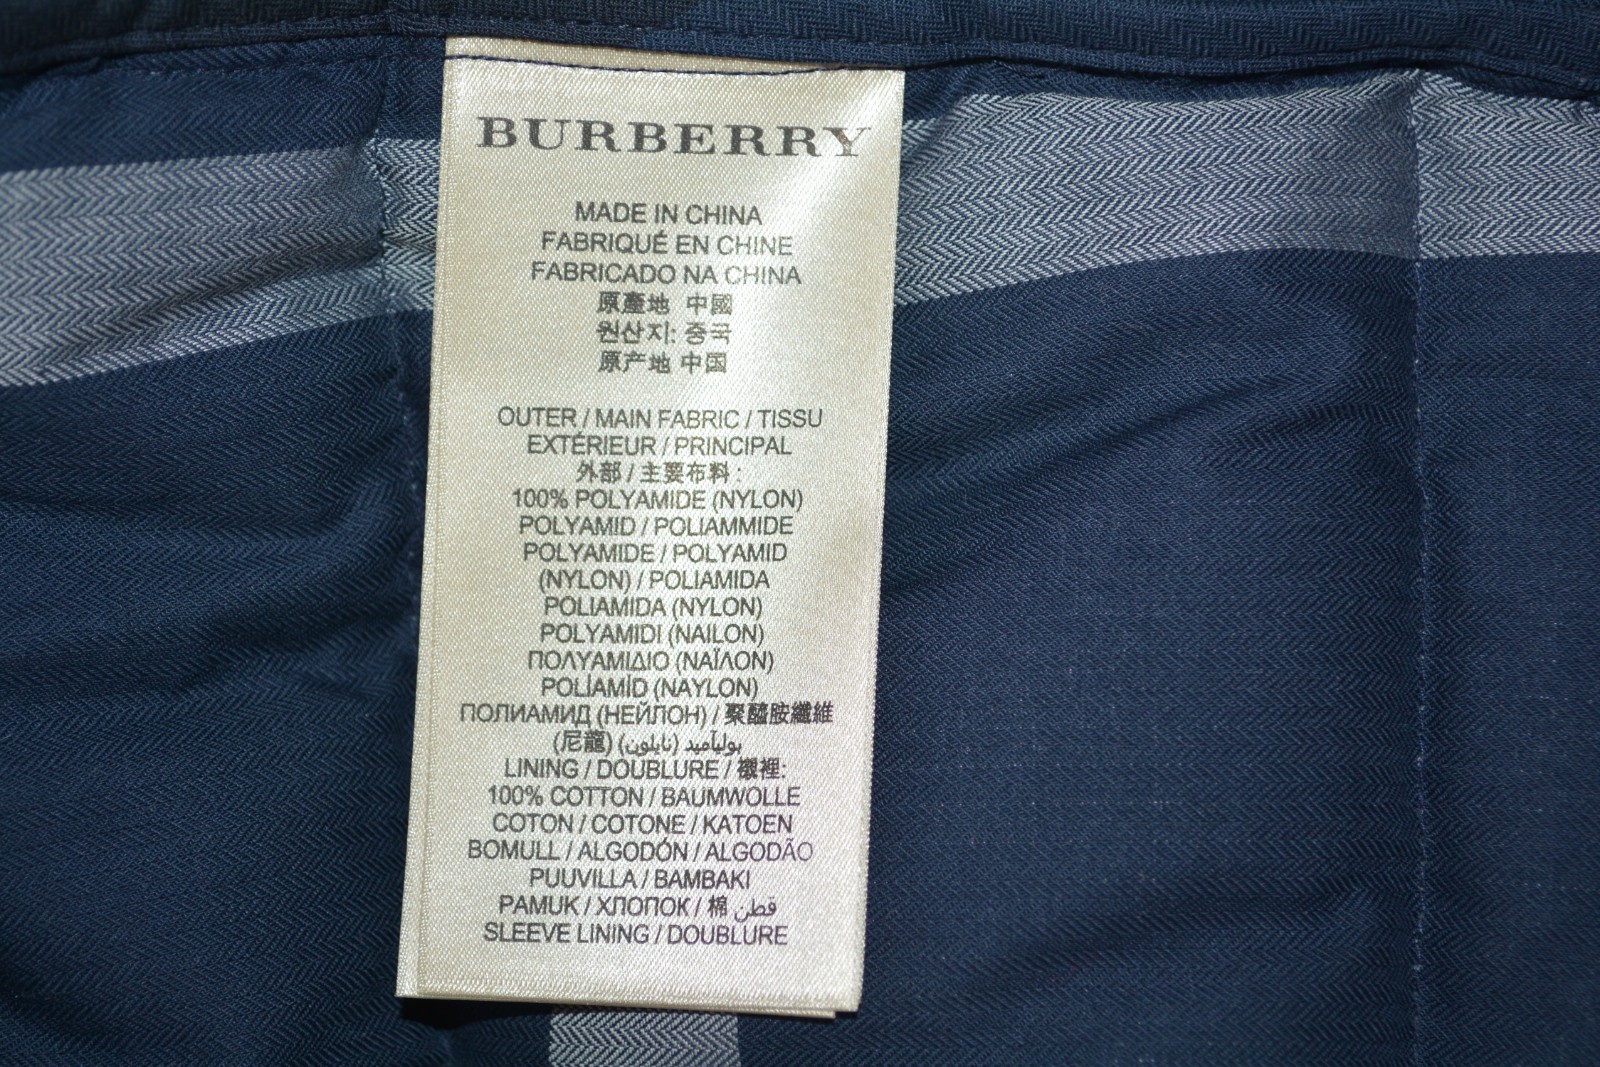 BURBERRY
MADE IN CHINA
FABRIQUÉ EN CHINE
FABRICADO NA CHINA
原產地 中國
원산지: 중국
原产地 中国
OUTER / MAIN FABRIC / TISSU
EXTÉRIEUR / PRINCIPAL
外部 / 主要布料 :
100% POLYAMIDE (NYLON)
POLYAMID / POLIAMMIDE
POLYAMIDE / POLYAMID
(NYLON) / POLIAMIDA
POLIAMIDA (NYLON)
POLYAMIDI (NAILON)
ΠΟΛΥΑΜΙΔΙΟ (ΝΑΪΛΟΝ)
POLİAMİD (NAYLON)
ПОЛИАМИД (НЕЙЛОН) / 聚醯胺纖維
(尼龍) بولیآمید (نایلون)
LINING / DOUBLURE / 襯裡:
100% COTTON / BAUMWOLLE
COTON / COTONE / KATOEN
BOMULL / ALGODÓN / ALGODÃO
PUUVILLA / BAMBAKI
PAMUK / ХЛОПОК / 棉 قطن
SLEEVE LINING / DOUBLURE